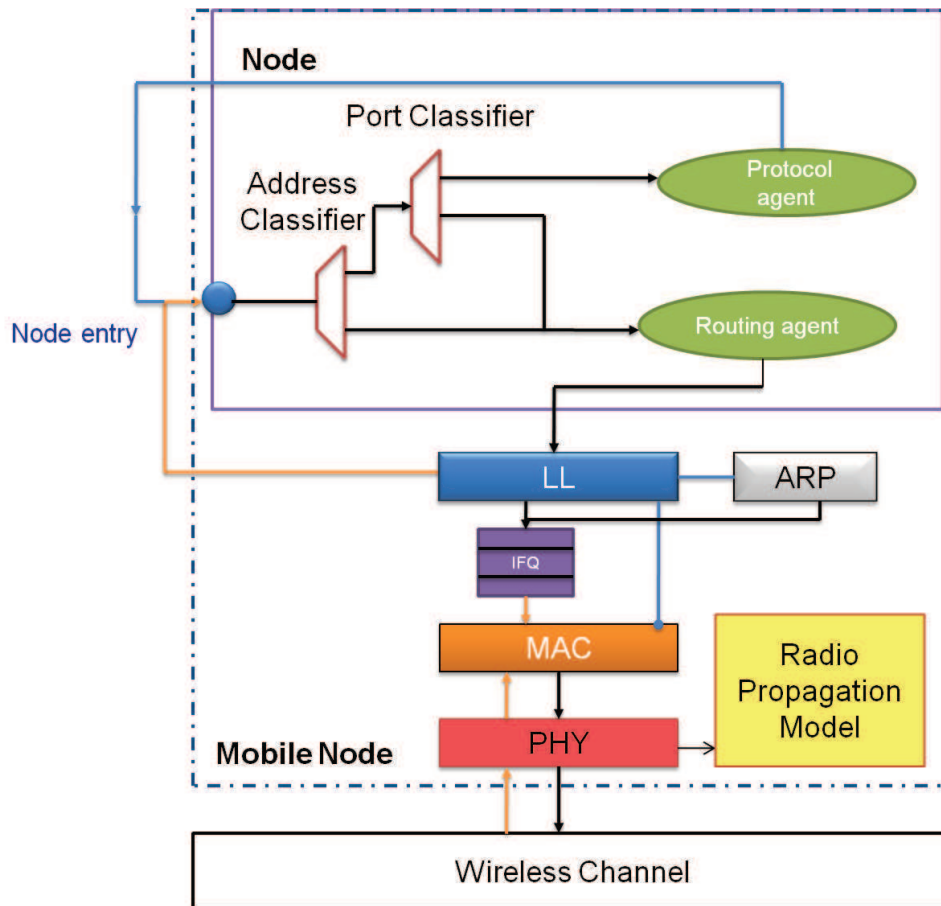 Node
Port Classifier
Address
Classifier
Protocol
agent
Node entry
Routing agent
LL
ARP
IFQ
MAC
Radio
Propagation
Model
PHY
Mobile Node
Wireless Channel